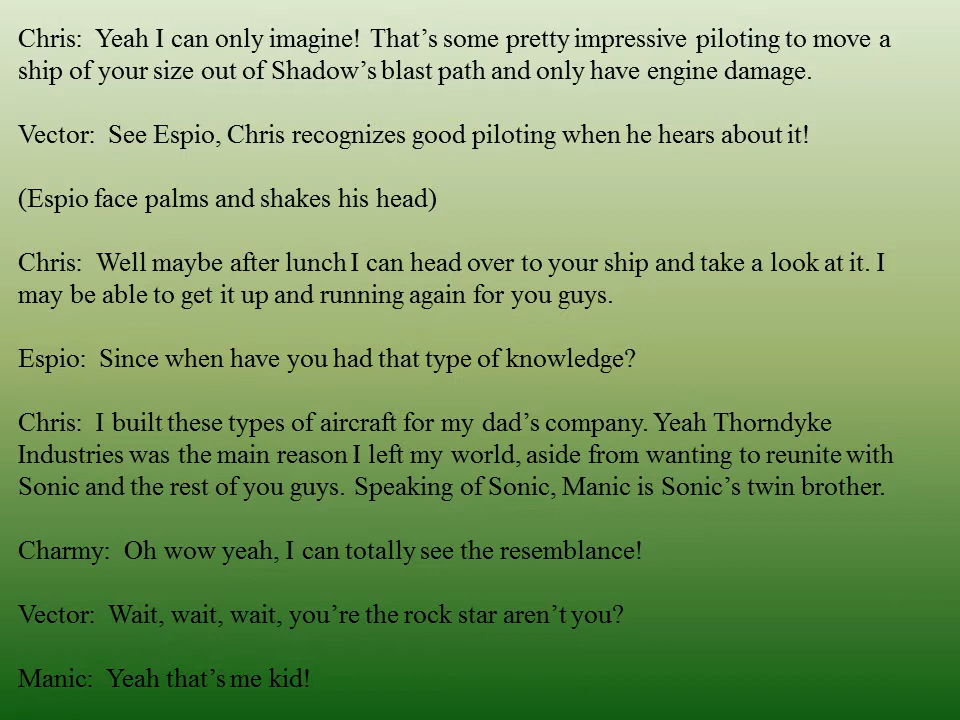 Chris:  Yeah I can only imagine! That’s some pretty impressive piloting to move a
ship of your size out of Shadow’s blast path and only have engine damage.
Vector:  See Espio, Chris recognizes good piloting when he hears about it!
(Espio face palms and shakes his head)
Chris:  Well maybe after lunch I can head over to your ship and take a look at it. I
may be able to get it up and running again for you guys.
Espio:  Since when have you had that type of knowledge?
Chris:  I built these types of aircraft for my dad’s company. Yeah Thorndyke
Industries was the main reason I left my world, aside from wanting to reunite with
Sonic and the rest of you guys. Speaking of Sonic, Manic is Sonic’s twin brother.
Charmy:  Oh wow yeah, I can totally see the resemblance!
Vector:  Wait, wait, wait, you’re the rock star aren’t you?
Manic:  Yeah that’s me kid!